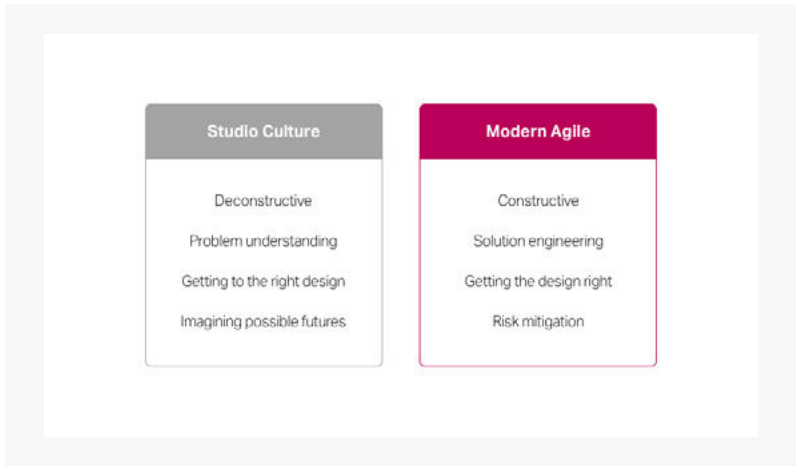 Studio Culture
Deconstructive
Problem understanding
Getting to the right design
Imagining possible futures
Modern Agile
Constructive
Solution engineering
Getting the design right
Risk mitigation